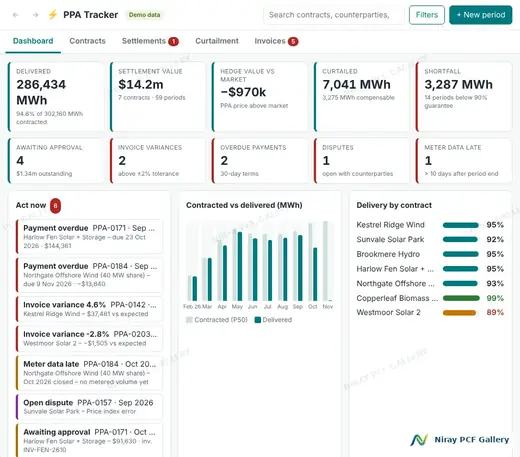 PPA Tracker
Demo data
Search contracts, counterparties,
Filters
+ New period
Dashboard
Contracts
Settlements 1
Curtailment
Invoices 5
DELIVERED
286,434
MWh
94.8% of 302,160 MWh
contracted
SETTLEMENT VALUE
$14.2m
7 contracts · 59 periods
HEDGE VALUE VS
MARKET
−$970k
PPA price above market
CURTAILED
7,041 MWh
3,275 MWh compensable
SHORTFALL
3,287 MWh
14 periods below 90%
guarantee
AWAITING APPROVAL
4
$1.34m outstanding
INVOICE VARIANCES
2
above ±2% tolerance
OVERDUE PAYMENTS
2
30-day terms
DISPUTES
1
open with counterparties
METER DATA LATE
1
> 10 days after period end
Act now 8
Payment overdue PPA-0171 · Sep ...
Harlow Fen Solar + Storage – due 23 Oct
2026 · $144,361
Payment overdue PPA-0184 · Sep ...
Northgate Offshore Wind (40 MW share) –
due 9 Nov 2026 · −$13,640
Invoice variance 4.6% PPA-0142 ·...
Kestrel Ridge Wind – $37,461 vs expected
Invoice variance -2.8% PPA-0203...
Westmoor Solar 2 – −$1,505 vs expected
Meter data late PPA-0184 · Oct 20...
Northgate Offshore Wind (40 MW share) –
Oct 2026 closed – no metered volume yet
Open dispute PPA-0157 · Sep 2026
Sunvale Solar Park – Price index error
Awaiting approval PPA-0171 · Oct ...
Harlow Fen Solar + Storage – $91,630 · inv.
INV-FEN-2610
Contracted vs delivered (MWh)
Feb 26 Mar Apr May Jun Jul Aug Sep Oct Nov
Contracted (P50)
Delivered
Delivery by contract
Kestrel Ridge Wind 95%
Sunvale Solar Park 92%
Brookmere Hydro 95%
Harlow Fen Solar + ... 95%
Northgate Offshore ... 93%
Copperleaf Biomass ... 99%
Westmoor Solar 2 89%
Niray PCF Gallery